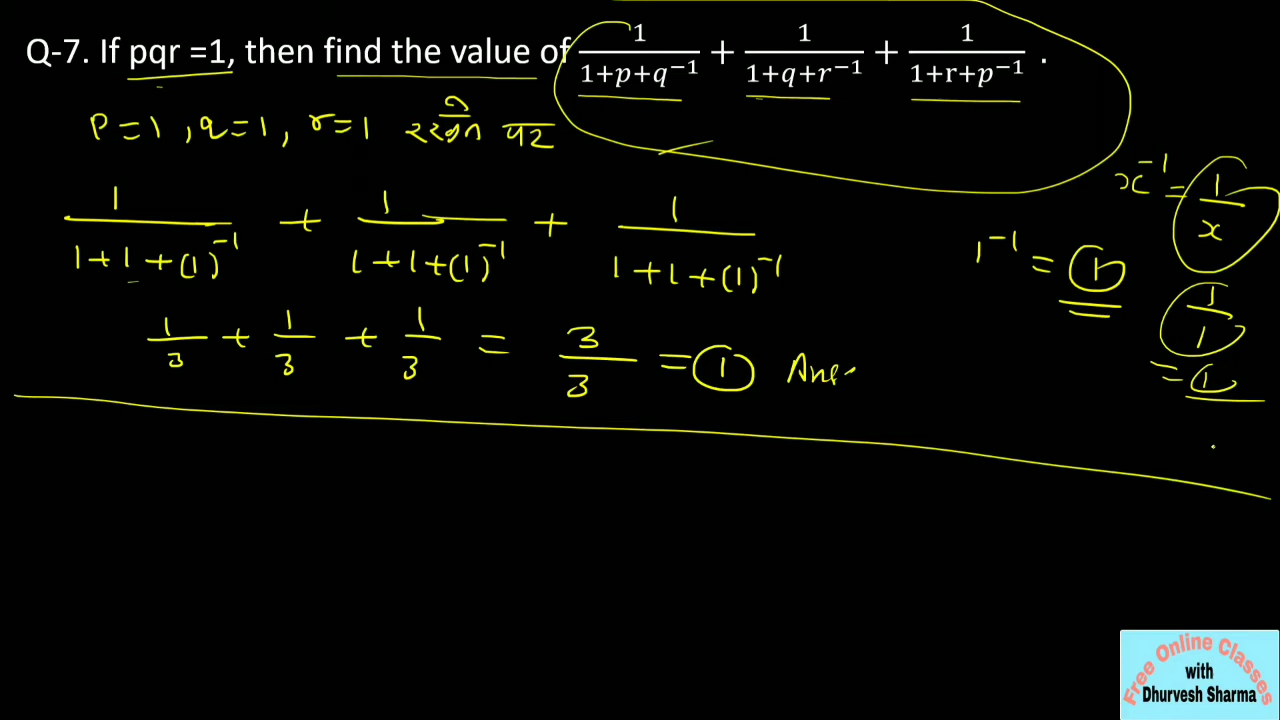 Q-7. If pqr =1, then find the value of 1/(1+p+q⁻¹) + 1/(1+q+r⁻¹) + 1/(1+r+p⁻¹) .
P=1 , q=1, r=1 रखने पर
1/(1+1+(1)⁻¹) + 1/(1+1+(1)⁻¹) + 1/(1+1+(1)⁻¹)
1/3 + 1/3 + 1/3 = 3/3 = 1 Ans.
x⁻¹ = 1/x
1⁻¹ = 1
1/1
= 1
Free Online Classes
with
Dhurvesh Sharma